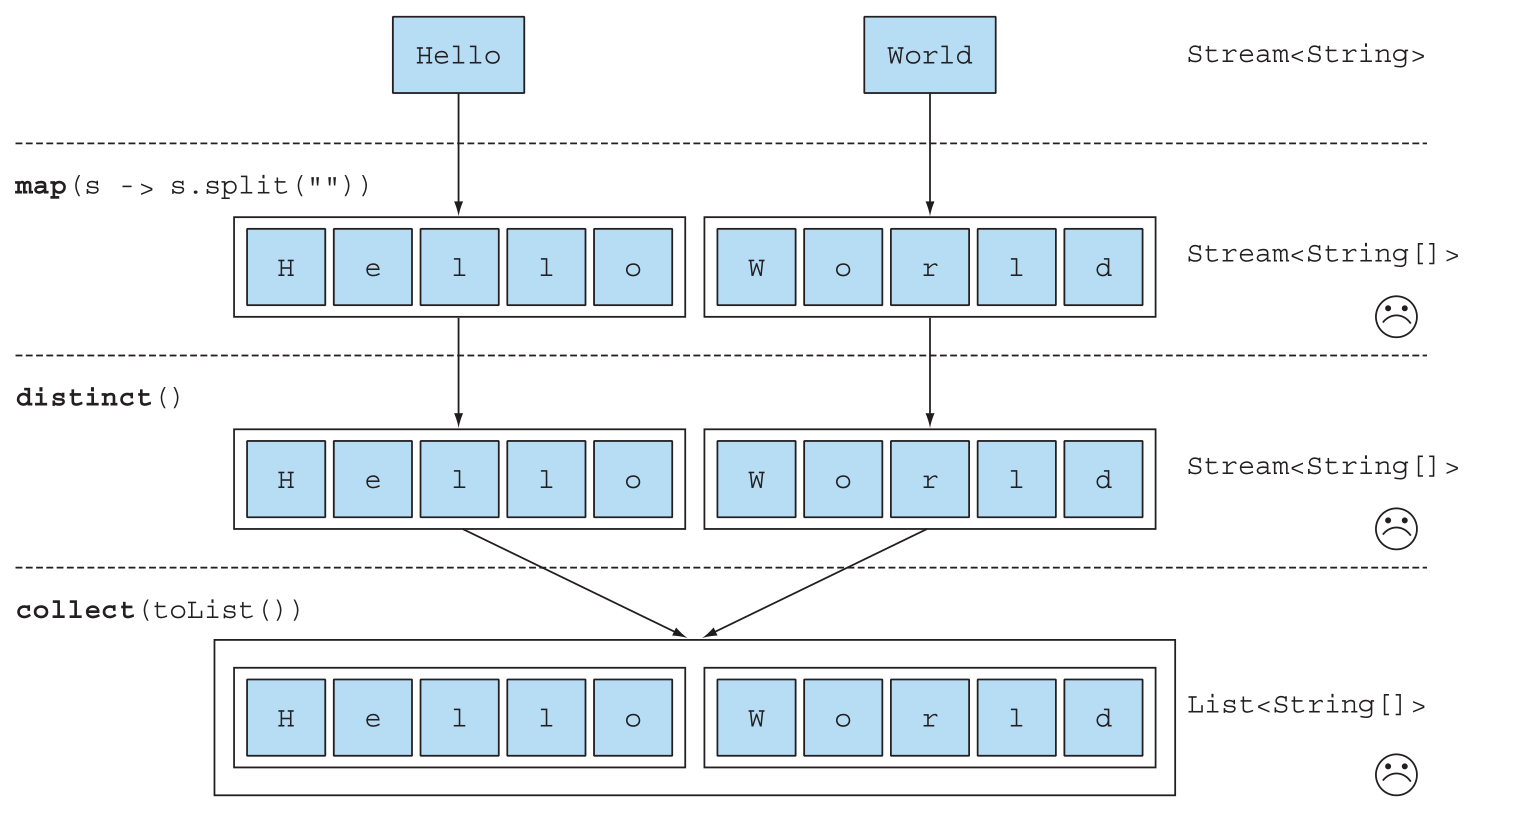 Hello World Stream<String>
map(s -> s.split(""))
H e l l o W o r l d Stream<String[]>
distinct()
H e l l o W o r l d Stream<String[]>
collect(toList())
H e l l o W o r l d List<String[]>